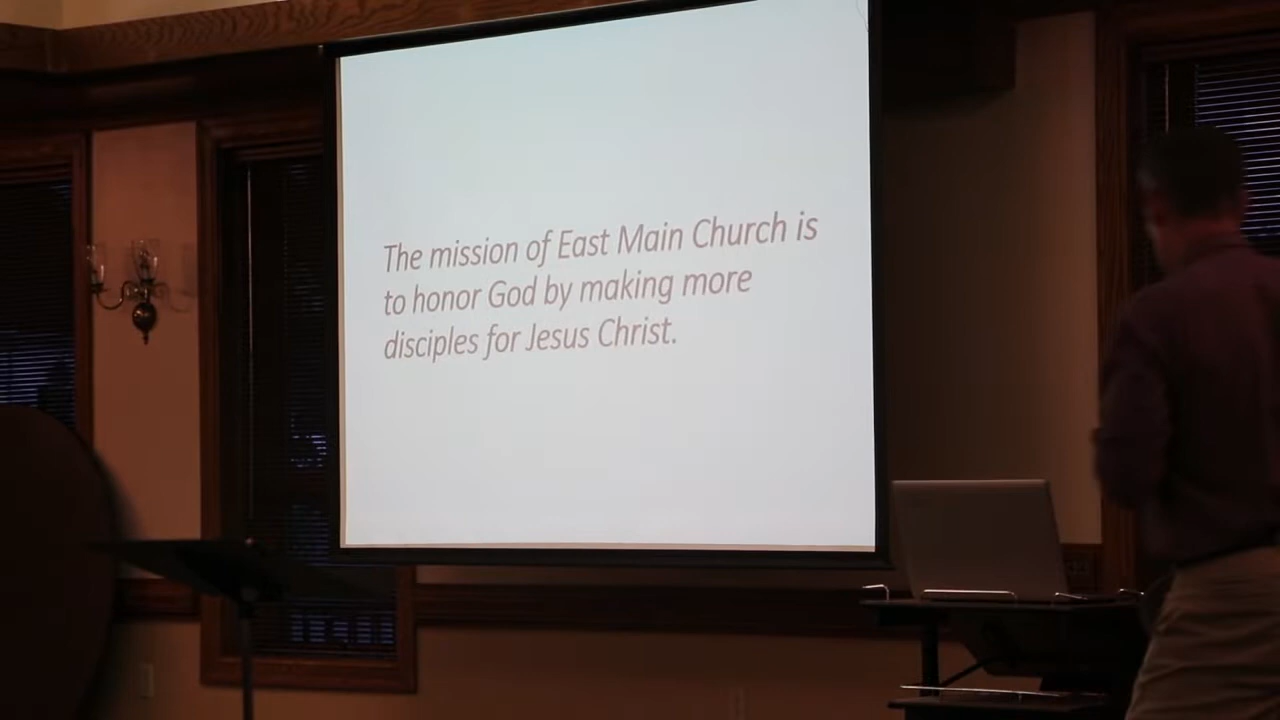 The mission of East Main Church is
to honor God by making more
disciples for Jesus Christ.